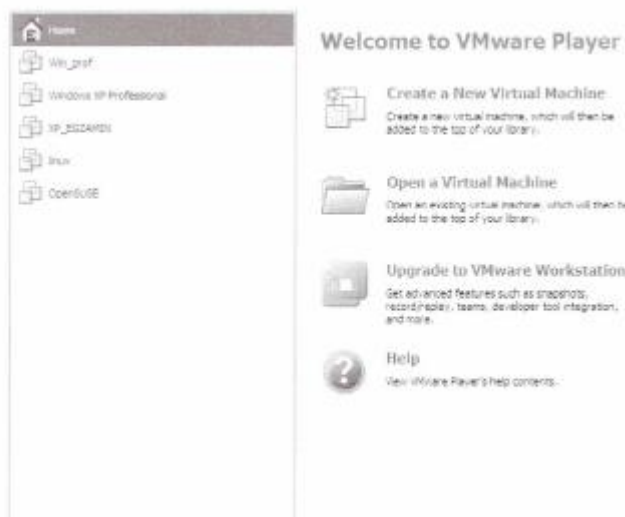 Home
Win_prof
Windows XP Professional
XP_EGZAMIN
linux
OpenSUSE
Welcome to VMware Player
Create a New Virtual Machine
Create a new virtual machine, which will then be
added to the top of your library.
Open a Virtual Machine
Open an existing virtual machine, which will then be
added to the top of your library.
Upgrade to VMware Workstation
Get advanced features such as snapshots,
record/replay, teams, developer tool integration,
and more.
Help
View VMware Player's help contents.